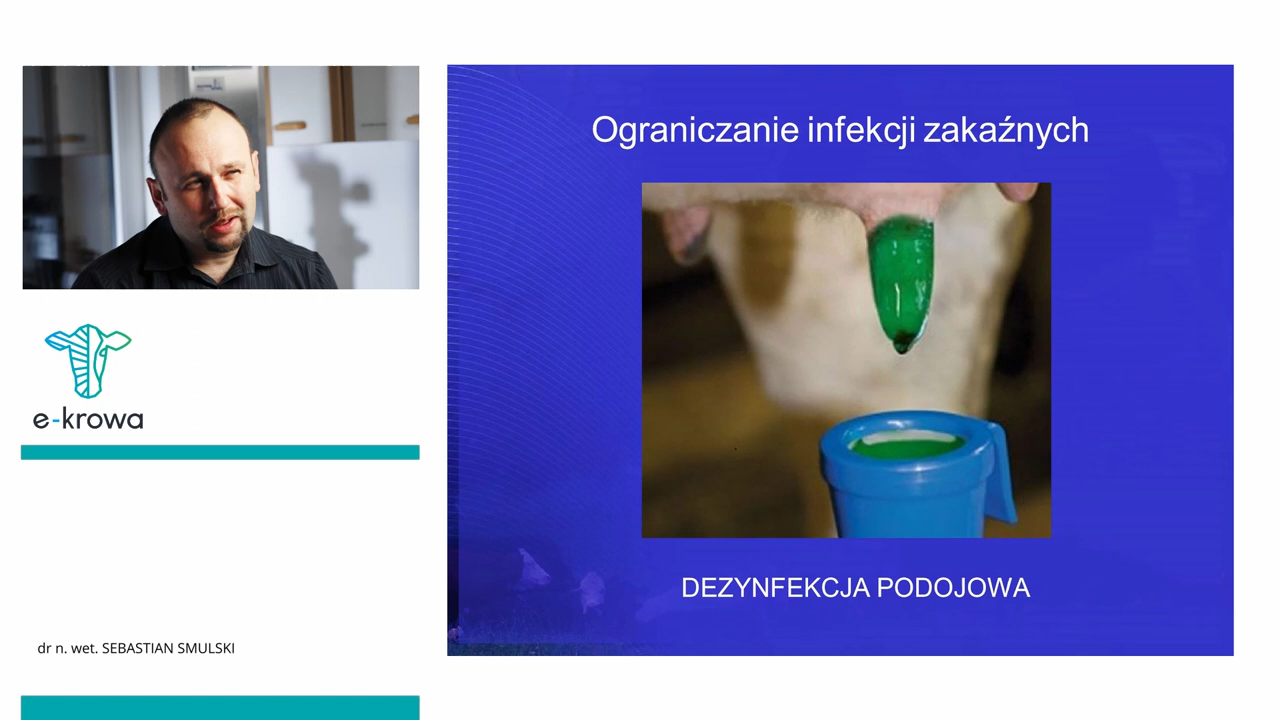 e-krowa
dr n. wet. SEBASTIAN SMULSKI
Ograniczanie infekcji zakaźnych
DEZYNFEKCJA PODOJOWA